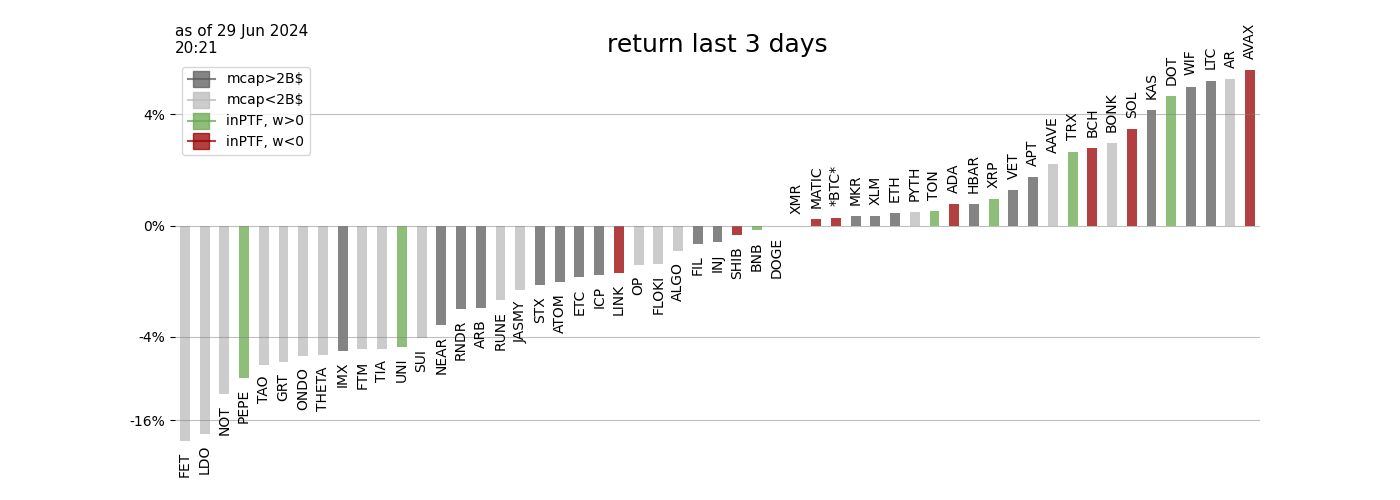 as of 29 Jun 2024
20:21
return last 3 days
mcap>2B$
mcap<2B$
inPTF, w>0
inPTF, w<0
4%
0%
-4%
-16%
FET
LDO
NOT
PEPE
TAO
GRT
ONDO
THETA
IMX
FTM
TIA
UNI
SUI
NEAR
RNDR
ARB
RUNE
JASMY
STX
ATOM
ETC
ICP
LINK
OP
FLOKI
ALGO
FIL
INJ
SHIB
BNB
DOGE
XMR
MATIC
*BTC*
MKR
XLM
ETH
PYTH
TON
ADA
HBAR
XRP
VET
APT
AAVE
TRX
BCH
BONK
SOL
KAS
DOT
WIF
LTC
AR
AVAX